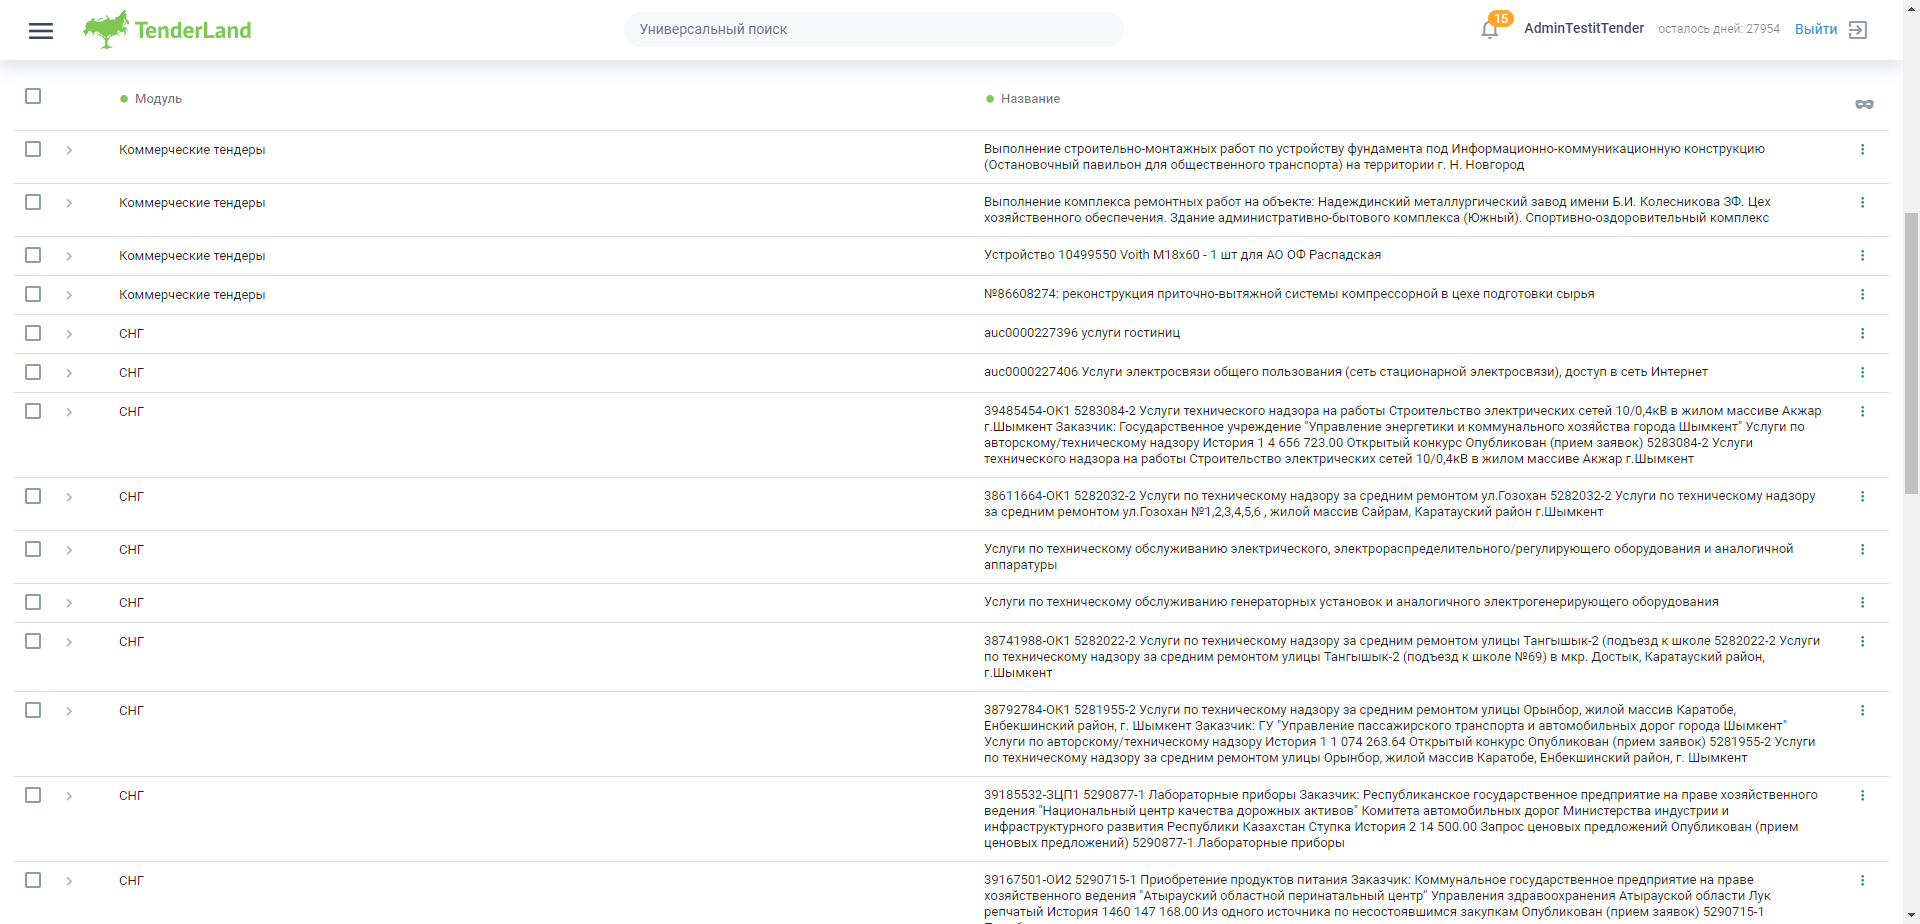 TenderLand
Универсальный поиск
15
AdminTestitTender
осталось дней: 27954
Выйти
Модуль
Название
Коммерческие тендеры
Выполнение строительно-монтажных работ по устройству фундамента под Информационно-коммуникационную конструкцию
(Остановочный павильон для общественного транспорта) на территории г. Н. Новгород
Коммерческие тендеры
Выполнение комплекса ремонтных работ на объекте: Надеждинский металлургический завод имени Б.И. Колесникова ЗФ. Цех
хозяйственного обеспечения. Здание административно-бытового комплекса (Южный). Спортивно-оздоровительный комплекс
Коммерческие тендеры
Устройство 10499550 Voith M18x60 - 1 шт для АО ОФ Распадская
Коммерческие тендеры
№86608274: реконструкция приточно-вытяжной системы компрессорной в цехе подготовки сырья
СНГ
auc0000227396 услуги гостиниц
СНГ
auc0000227406 Услуги электросвязи общего пользования (сеть стационарной электросвязи), доступ в сеть Интернет
СНГ
39485454-ОК1 5283084-2 Услуги технического надзора на работы Строительство электрических сетей 10/0,4кВ в жилом массиве Акжар
г.Шымкент Заказчик: Государственное учреждение "Управление энергетики и коммунального хозяйства города Шымкент" Услуги по
авторскому/техническому надзору История 1 4 656 723.00 Открытый конкурс Опубликован (прием заявок) 5283084-2 Услуги
технического надзора на работы Строительство электрических сетей 10/0,4кВ в жилом массиве Акжар г.Шымкент
СНГ
38611664-ОК1 5282032-2 Услуги по техническому надзору за средним ремонтом ул.Гозохан 5282032-2 Услуги по техническому надзору
за средним ремонтом ул.Гозохан №1,2,3,4,5,6 , жилой массив Сайрам, Каратауский район г.Шымкент
СНГ
Услуги по техническому обслуживанию электрического, электрораспределительного/регулирующего оборудования и аналогичной
аппаратуры
СНГ
Услуги по техническому обслуживанию генераторных установок и аналогичного электрогенерирующего оборудования
СНГ
38741988-ОК1 5282022-2 Услуги по техническому надзору за средним ремонтом улицы Тангышык-2 (подъезд к школе 5282022-2 Услуги
по техническому надзору за средним ремонтом улицы Тангышык-2 (подъезд к школе №69) в мкр. Достык, Каратауский район,
г.Шымкент
СНГ
38792784-ОК1 5281955-2 Услуги по техническому надзору за средним ремонтом улицы Орынбор, жилой массив Каратобе,
Енбекшинский район, г. Шымкент Заказчик: ГУ "Управление пассажирского транспорта и автомобильных дорог города Шымкент"
Услуги по авторскому/техническому надзору История 1 1 074 263.64 Открытый конкурс Опубликован (прием заявок) 5281955-2 Услуги
по техническому надзору за средним ремонтом улицы Орынбор, жилой массив Каратобе, Енбекшинский район, г. Шымкент
СНГ
39185532-ЗЦП1 5290877-1 Лабораторные приборы Заказчик: Республиканское государственное предприятие на праве хозяйственного
ведения "Национальный центр качества дорожных активов" Комитета автомобильных дорог Министерства индустрии и
инфраструктурного развития Республики Казахстан Ступка История 2 14 500.00 Запрос ценовых предложений Опубликован (прием
ценовых предложений) 5290877-1 Лабораторные приборы
СНГ
39167501-ОИ2 5290715-1 Приобретение продуктов питания Заказчик: Коммунальное государственное предприятие на праве
хозяйственного ведения "Атырауский областной перинатальный центр" Управления здравоохранения Атырауской области Лук
репчатый История 1460 147 168.00 Из одного источника по несостоявшимся закупкам Опубликован (прием заявок) 5290715-1